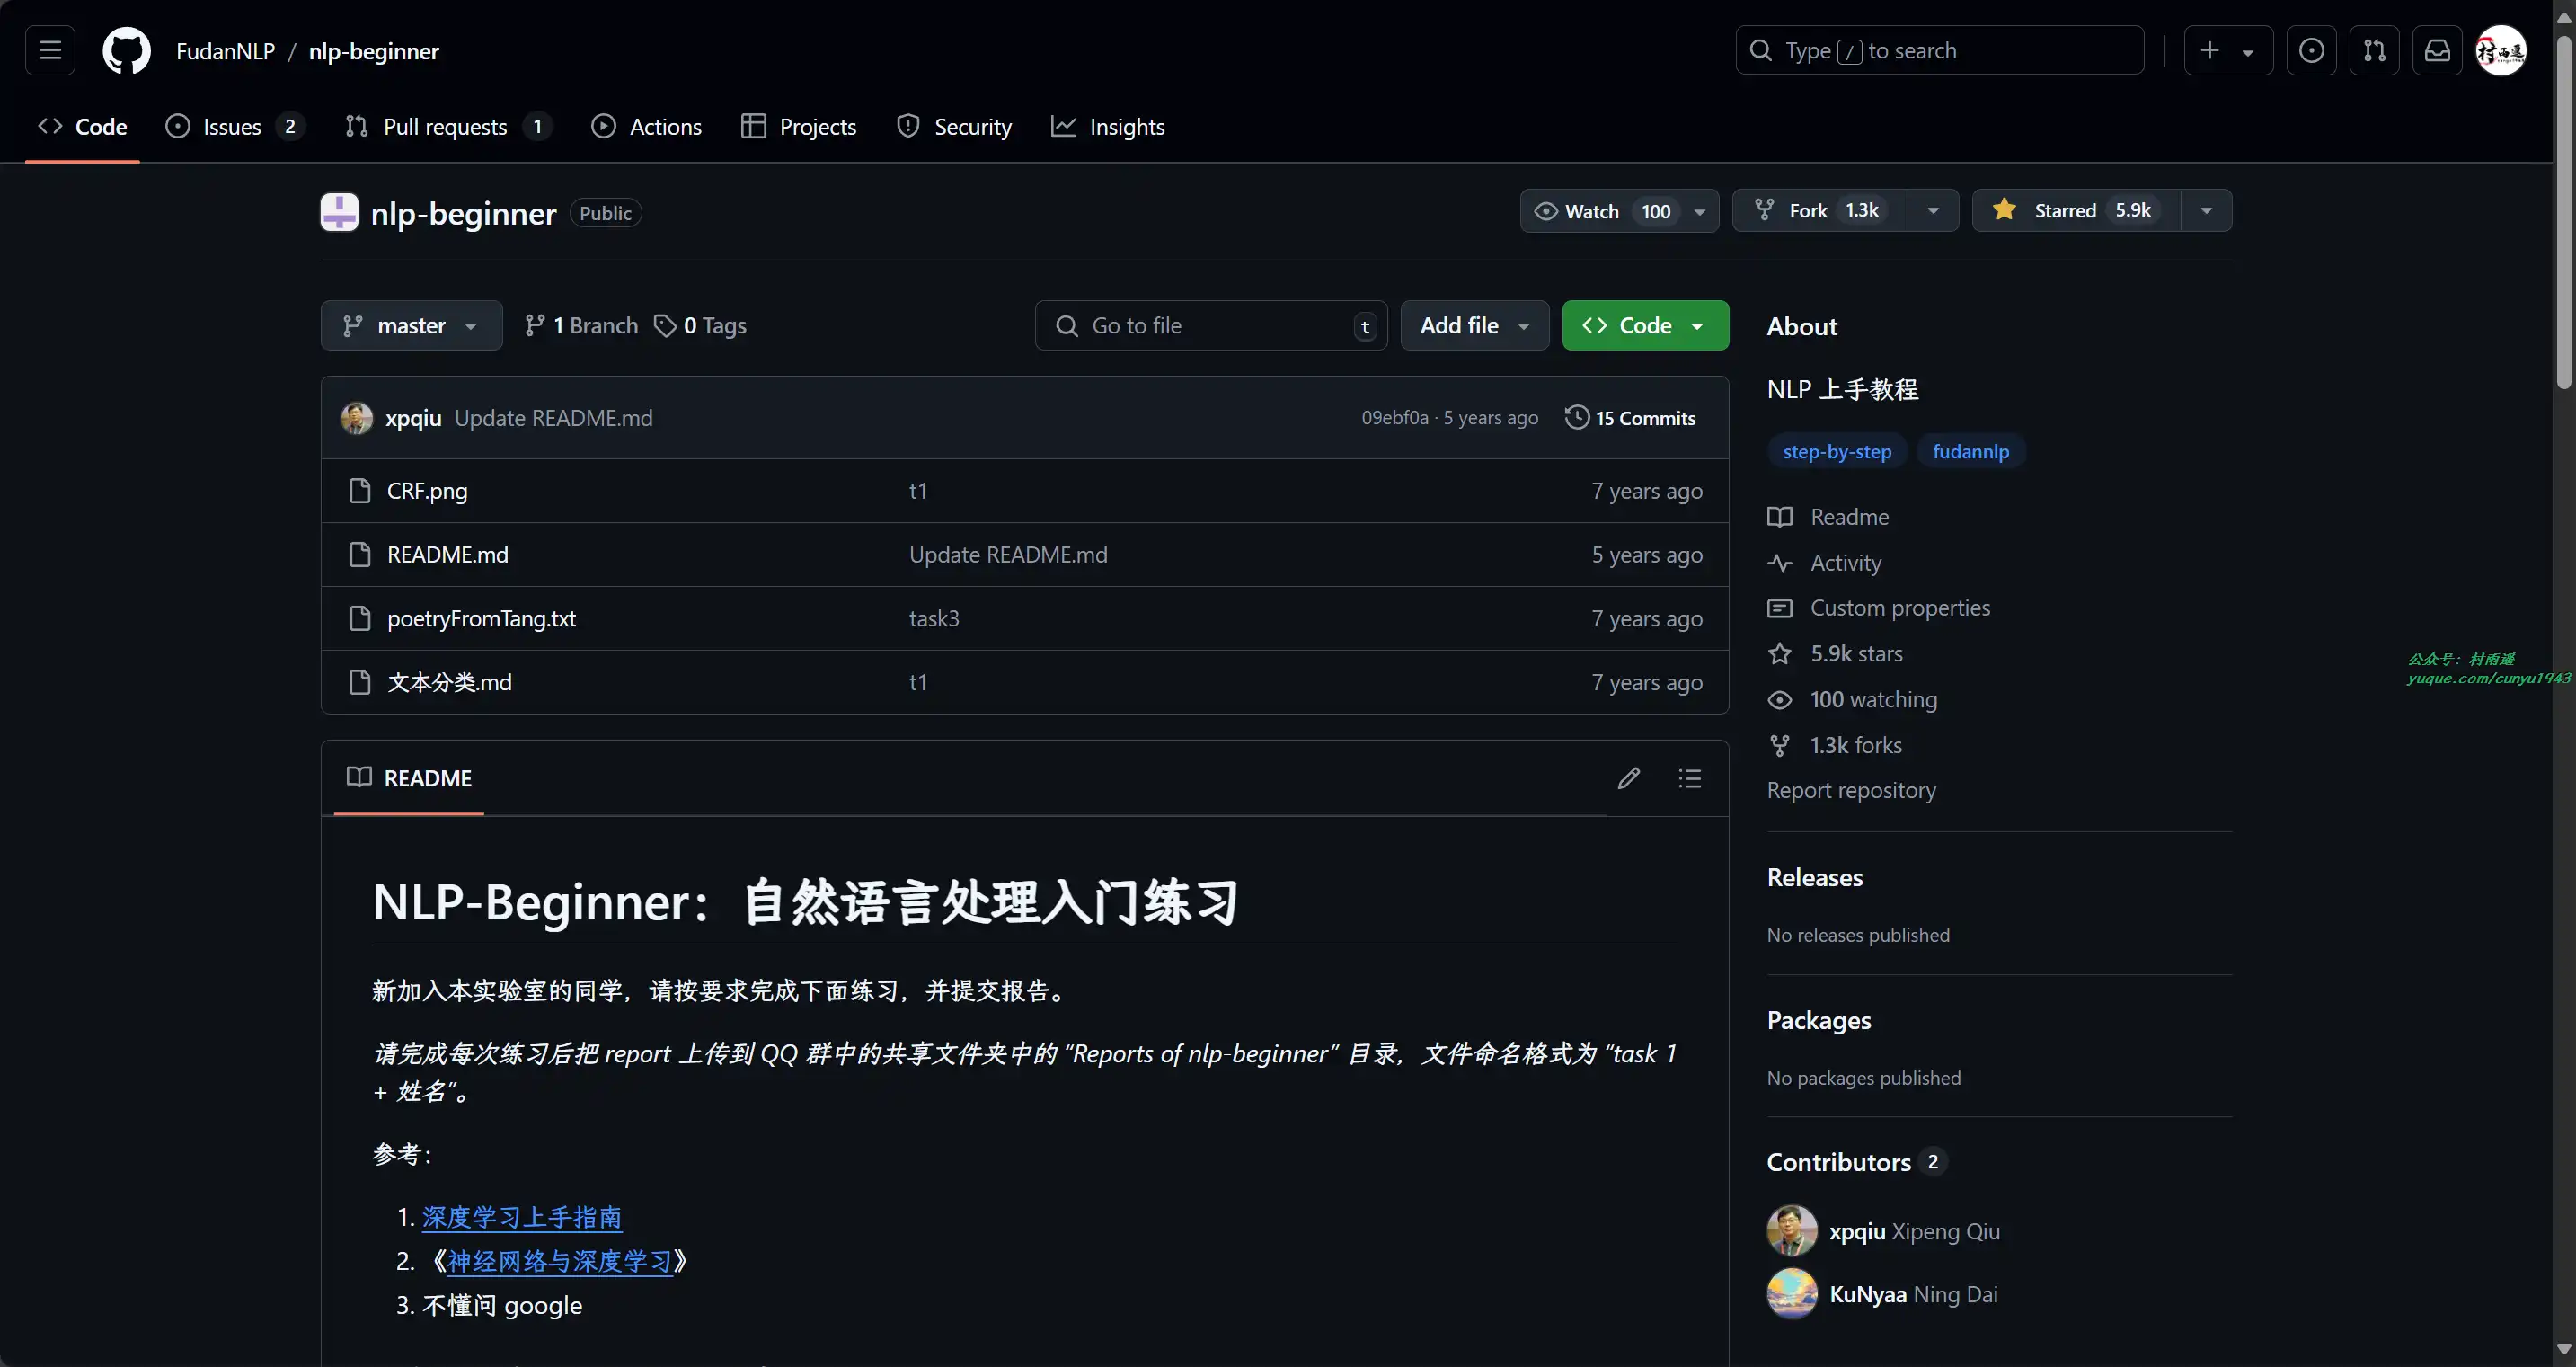 FudanNLP / nlp-beginner
Type / to search
Code Issues 2 Pull requests 1 Actions Projects Security Insights
nlp-beginner Public
Watch 100 Fork 1.3k Starred 5.9k
master 1 Branch 0 Tags Go to file t Add file Code
xpqiu Update README.md 09ebf0a · 5 years ago 15 Commits
CRF.png t1 7 years ago
README.md Update README.md 5 years ago
poetryFromTang.txt task3 7 years ago
文本分类.md t1 7 years ago
README
NLP-Beginner：自然语言处理入门练习
新加入本实验室的同学，请按要求完成下面练习，并提交报告。
请完成每次练习后把 report 上传到 QQ 群中的共享文件夹中的 “Reports of nlp-beginner” 目录，文件命名格式为 “task 1
+ 姓名”。
参考：
1. 深度学习上手指南
2. 《神经网络与深度学习》
3. 不懂问 google
About
NLP 上手教程
step-by-step fudannlp
Readme
Activity
Custom properties
5.9k stars
100 watching
1.3k forks
Report repository
Releases
No releases published
Packages
No packages published
Contributors 2
xpqiu Xipeng Qiu
KuNyaa Ning Dai
公众号：村雨遥
yuque.com/cunyu1943